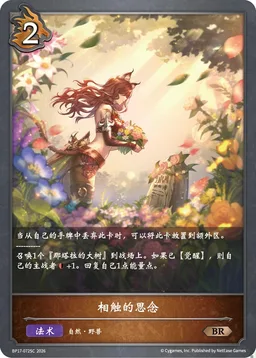 2
当从自己的手牌中丢弃此卡时,可以将此卡放置到额外区。
召唤1个『那塔拉的大树』到战场上。如果已【觉醒】,则自
己的主战者+1。回复自己1点能量点。
相触的思念
法术
自然・野兽
BR
BP17-072SC
© Cygames, Inc. Published by NetEase Games